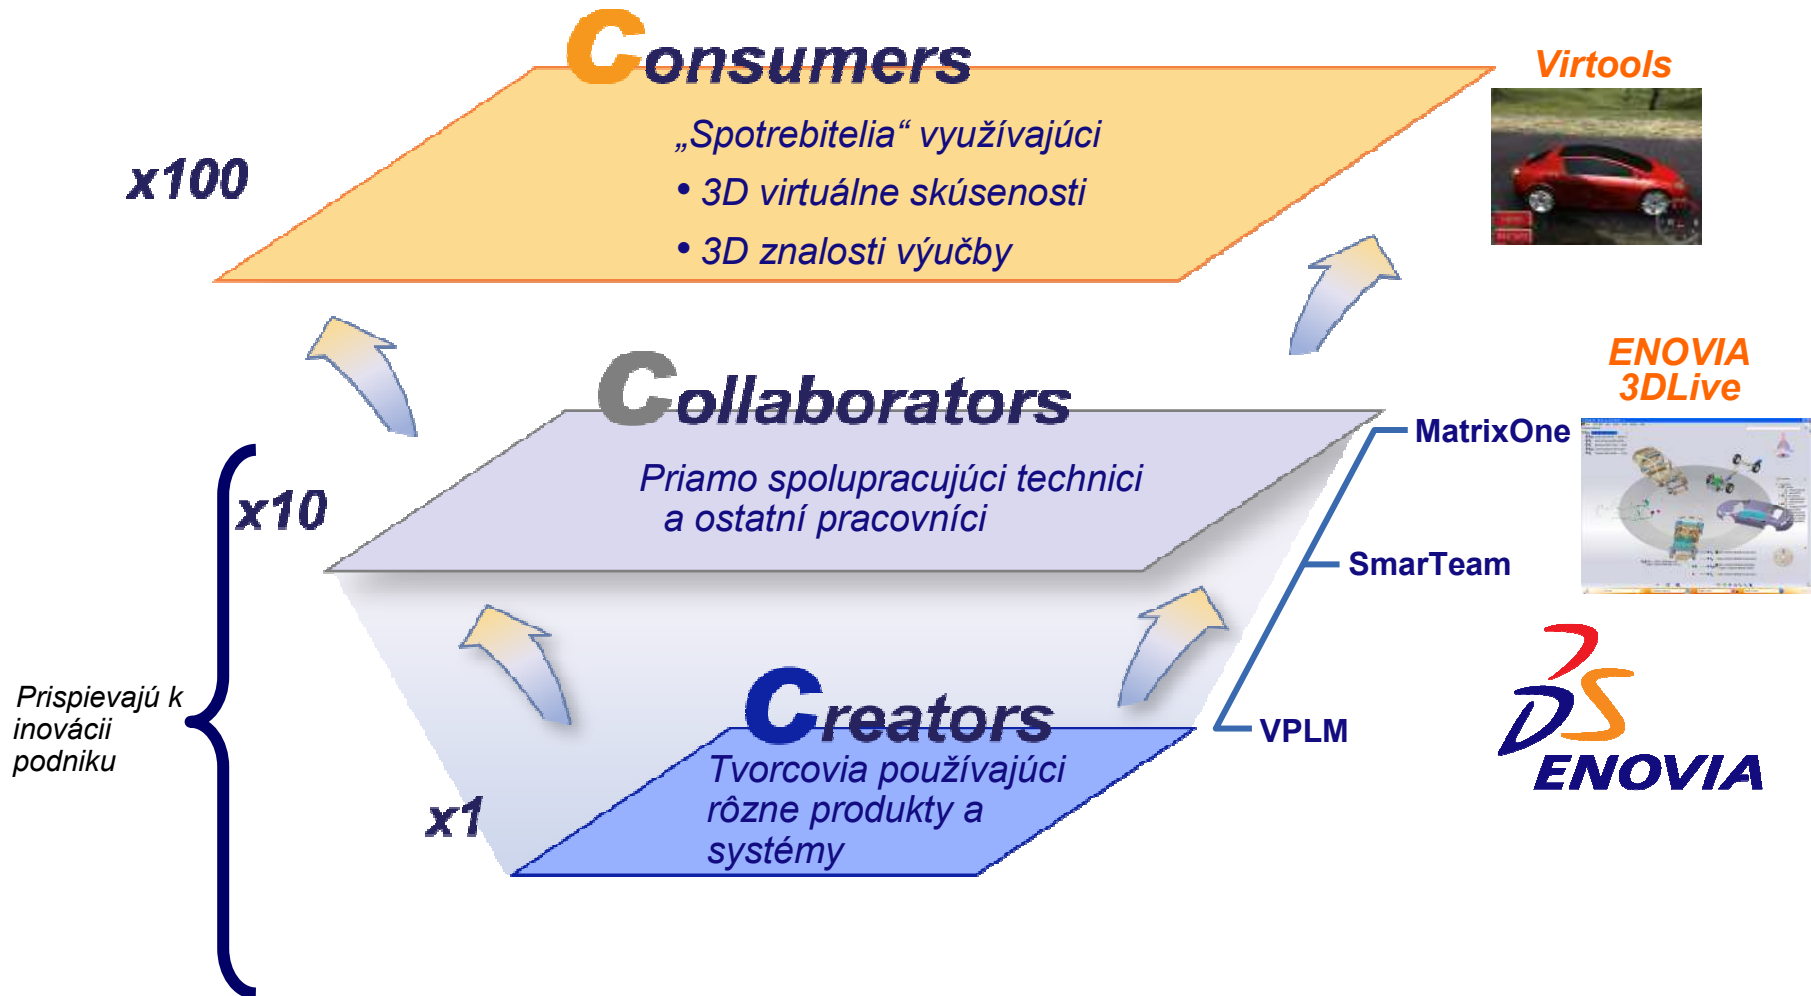 Consumers
Virtools
„Spotrebitelia“ využívajúci
x100
• 3D virtuálne skúsenosti
• 3D znalosti výučby
ENOVIA
3DLive
Collaborators
MatrixOne
Priamo spolupracujúci technici
a ostatní pracovníci
x10
SmarTeam
Prispievajú k
inovácii
podniku
Creators
VPLM
Tvorcovia používajúci
rôzne produkty a
systémy
x1
DS
ENOVIA